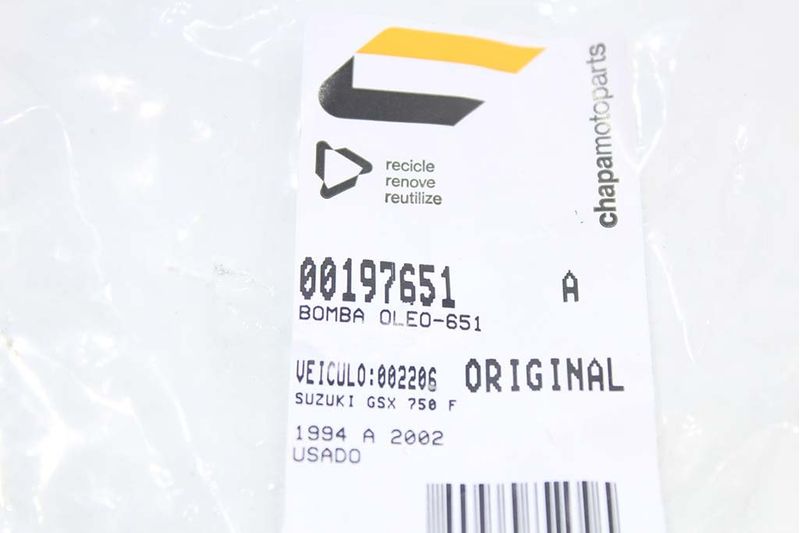 chapamotoparts
recicle
renove
reutilize
00197651 A
BOMBA OLEO-651
VEICULO:002206 ORIGINAL
SUZUKI GSX 750 F
1994 A 2002
USADO